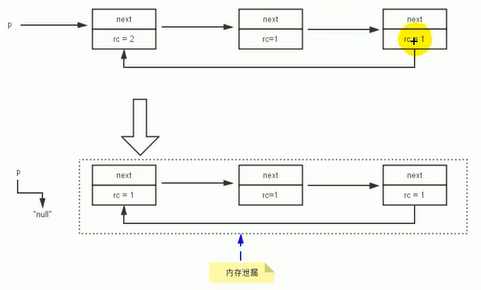 next
next
next
p
rc = 2
rc=1
rc = 1
next
next
next
p
rc = 1
rc=1
rc = 1
"null"
内存泄漏